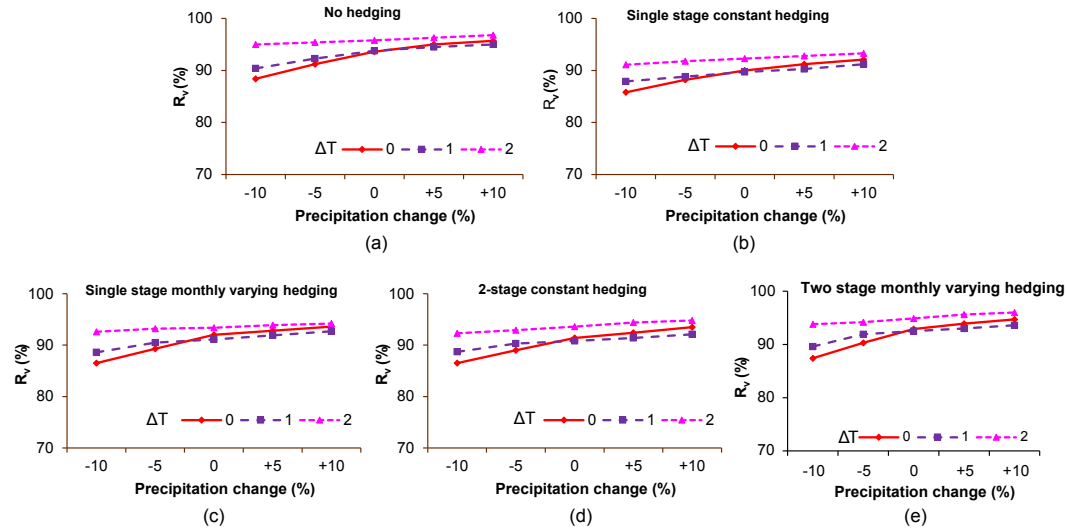 No hedging
100
90
80
70
Rv (%)
ΔT 0 1 2
-10 -5 0 +5 +10
Precipitation change (%)
(a)
Single stage constant hedging
100
90
80
70
Rv (%)
ΔT 0 1 2
-10 -5 0 +5 +10
Precipitation change (%)
(b)
Single stage monthly varying hedging
100
90
80
70
Rv (%)
ΔT 0 1 2
-10 -5 0 +5 +10
Precipitation change (%)
(c)
2-stage constant hedging
100
90
80
70
Rv (%)
ΔT 0 1 2
-10 -5 0 +5 +10
Precipitation change (%)
(d)
Two stage monthly varying hedging
100
90
80
70
Rv (%)
ΔT 0 1 2
-10 -5 0 +5 +10
Precipitation change (%)
(e)